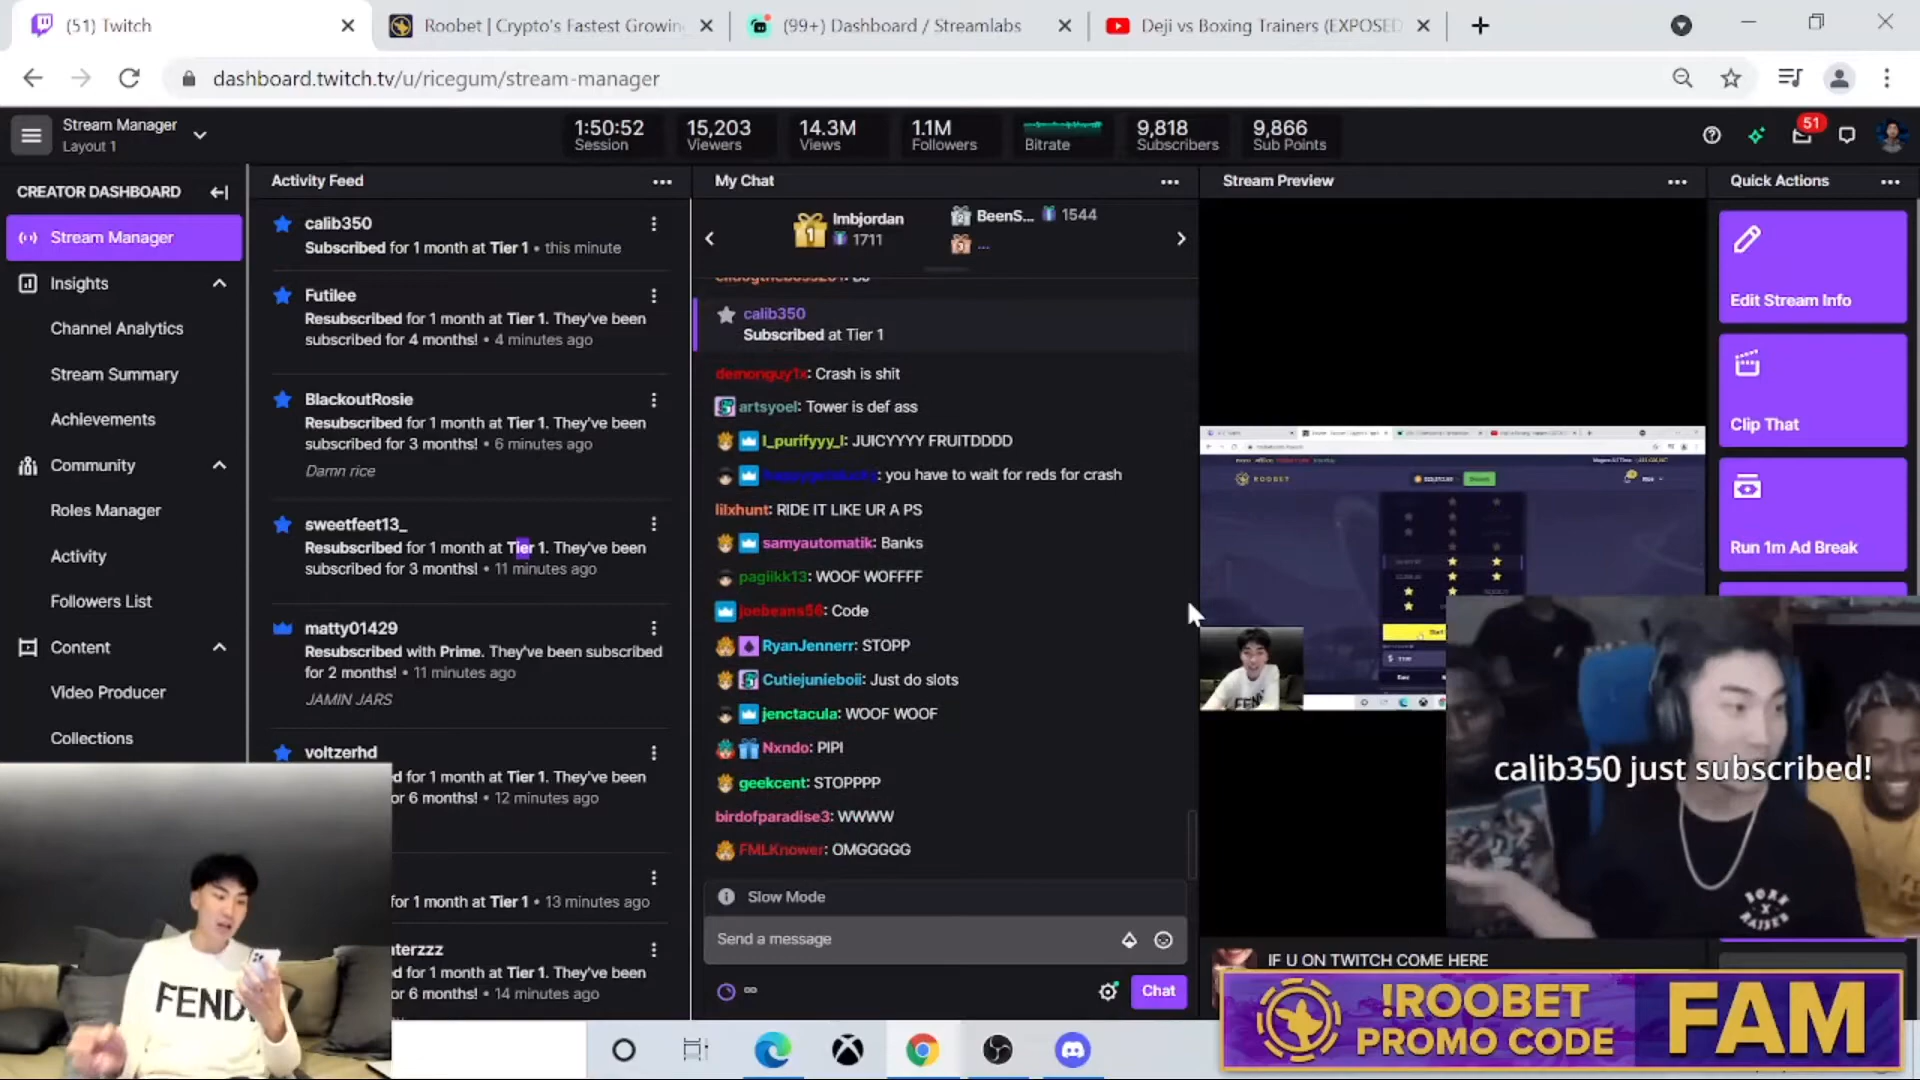 (51) Twitch
Roobet | Crypto's Fastest Growin
(99+) Dashboard / Streamlabs
Deji vs Boxing Trainers (EXPOSED
dashboard.twitch.tv/u/ricegum/stream-manager
Stream Manager
Layout 1
1:50:52
Session
15,203
Viewers
14.3M
Views
1.1M
Followers
Bitrate
9,818
Subscribers
9,866
Sub Points
51
CREATOR DASHBOARD
Stream Manager
Insights
Channel Analytics
Stream Summary
Achievements
Community
Roles Manager
Activity
Followers List
Content
Video Producer
Collections
Activity Feed
calib350
Subscribed for 1 month at Tier 1 • this minute
Futilee
Resubscribed for 1 month at Tier 1. They've been
subscribed for 4 months! • 4 minutes ago
BlackoutRosie
Resubscribed for 1 month at Tier 1. They've been
subscribed for 3 months! • 6 minutes ago
Damn rice
sweetfeet13_
Resubscribed for 1 month at Tier 1. They've been
subscribed for 3 months! • 11 minutes ago
matty01429
Resubscribed with Prime. They've been subscribed
for 2 months! • 11 minutes ago
JAMIN JARS
voltzerhd
d for 1 month at Tier 1. They've been
or 6 months! • 12 minutes ago
for 1 month at Tier 1 • 13 minutes ago
terzzz
d for 1 month at Tier 1. They've been
or 6 months! • 14 minutes ago
FENDI
My Chat
1
lmbjordan
1711
BeenS... 1544
...
calib350
Subscribed at Tier 1
demonguy1x: Crash is shit
artsyoel: Tower is def ass
l_purifyyy_l: JUICYYYY FRUITDDDD
: you have to wait for reds for crash
lilxhunt: RIDE IT LIKE UR A PS
samyautomatik: Banks
pagiikk13: WOOF WOFFFF
joebeans56: Code
RyanJennerr: STOPP
Cutiejunieboii: Just do slots
jenctacula: WOOF WOOF
Nxndo: PIPI
geekcent: STOPPPP
birdofparadise3: WWWW
FMLKnower: OMGGGGG
Slow Mode
Send a message
Chat
Stream Preview
ROOBET
calib350 just subscribed!
BORN
X
RAISED
IF U ON TWITCH COME HERE
Quick Actions
Edit Stream Info
Clip That
Run 1m Ad Break
!ROOBET
PROMO CODE
FAM